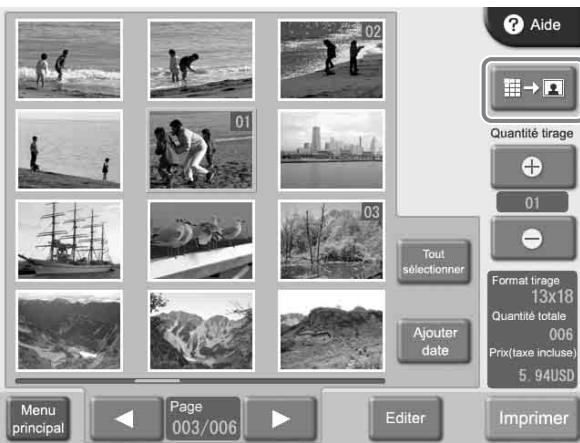 02
01
03
? Aide
Quantité tirage
01
Tout
sélectionner
Ajouter
date
Format tirage
13x18
Quantité totale
006
Prix(taxe incluse)
5.94USD
Menu
principal
Page
003/006
Editer
Imprimer